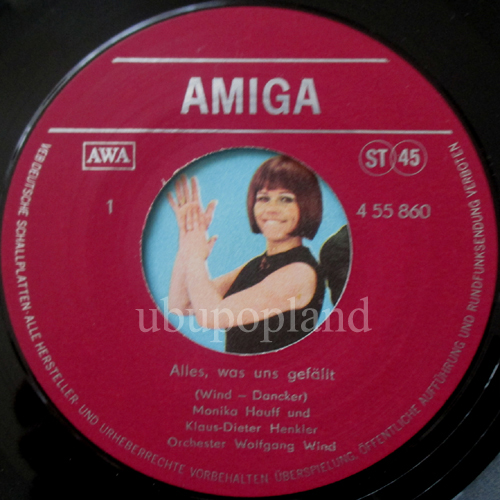 AMIGA
AWA
ST 45
1
4 55 860
ubupopland
Alles, was uns gefällt
(Wind – Dancker)
Monika Hauff und
Klaus-Dieter Henkler
Orchester Wolfgang Wind
VEB DEUTSCHE SCHALLPLATTEN ALLE HERSTELLER- UND URHEBERRECHTE VORBEHALTEN ÜBERSPIELUNG, ÖFFENTLICHE AUFFÜHRUNG UND RUNDFUNKSENDUNG VERBOTEN